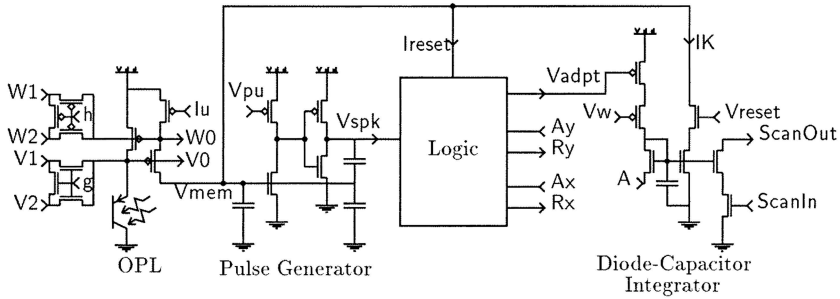 Ireset
IK
Vpu
Vadpt
W1
h
Iu
Vw
Vreset
W2
W0
Vspk
Ay
ScanOut
V1
V0
Logic
Ry
g
Vmem
Ax
A
V2
Rx
ScanIn
OPL
Pulse Generator
Diode-Capacitor
Integrator